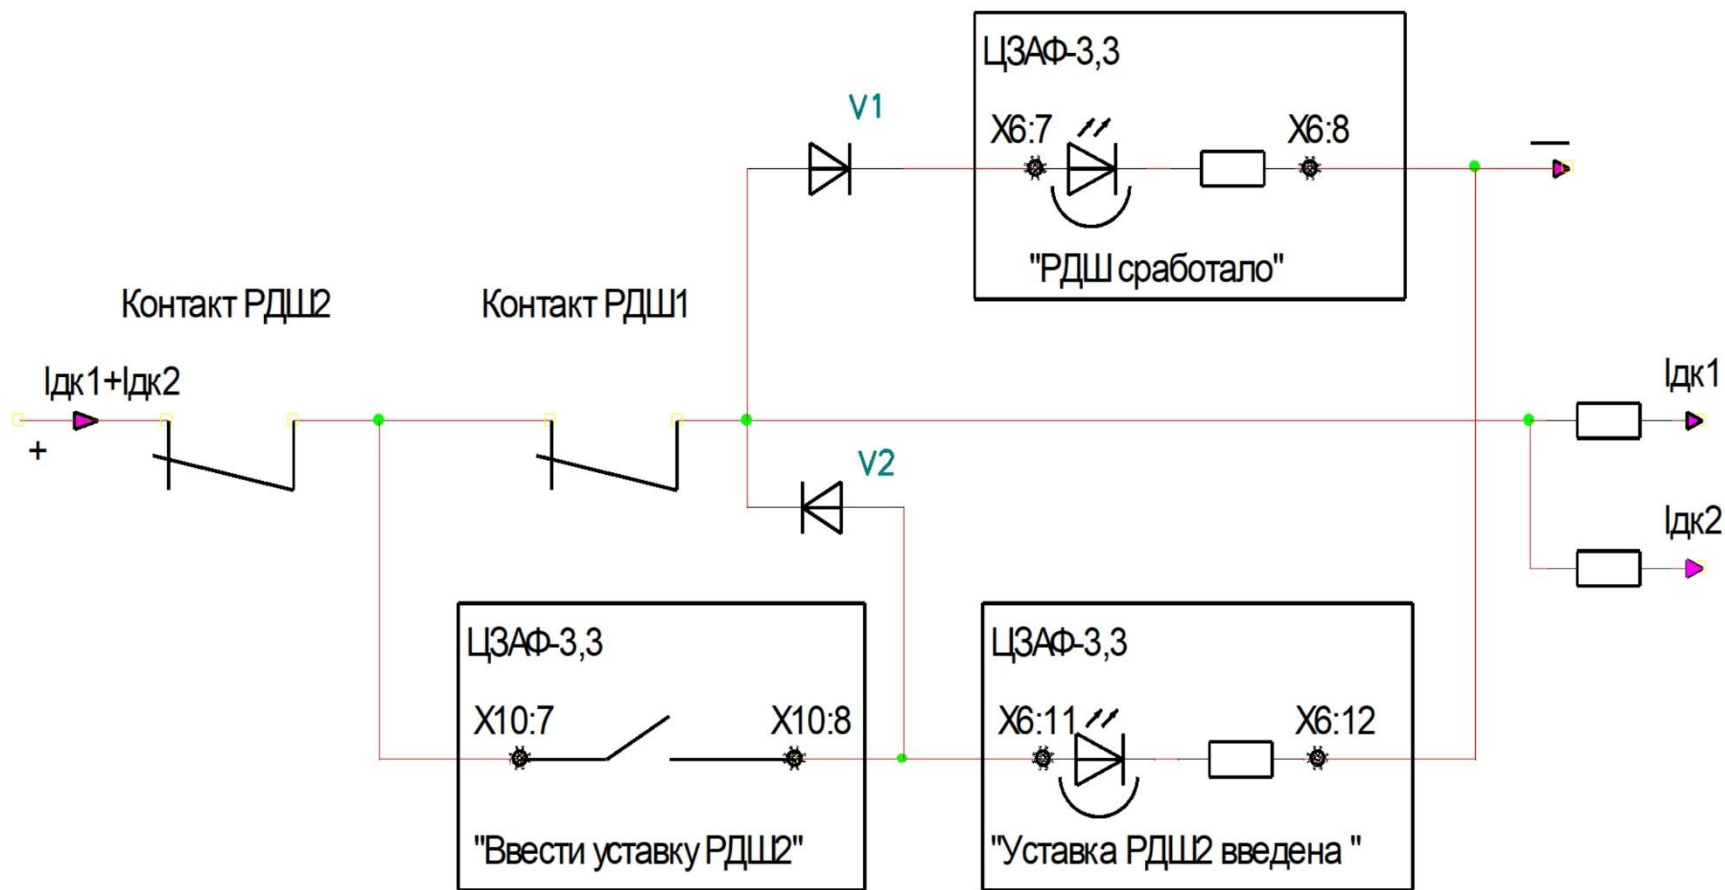 ЦЗАФ-3,3
V1
X6:7
X6:8
"РДШ сработало"
Контакт РДШ2
Контакт РДШ1
Iдк1+Iдк2
+
Iдк1
V2
Iдк2
ЦЗАФ-3,3
ЦЗАФ-3,3
X10:7
X10:8
X6:11
X6:12
"Ввести уставку РДШ2"
"Уставка РДШ2 введена "